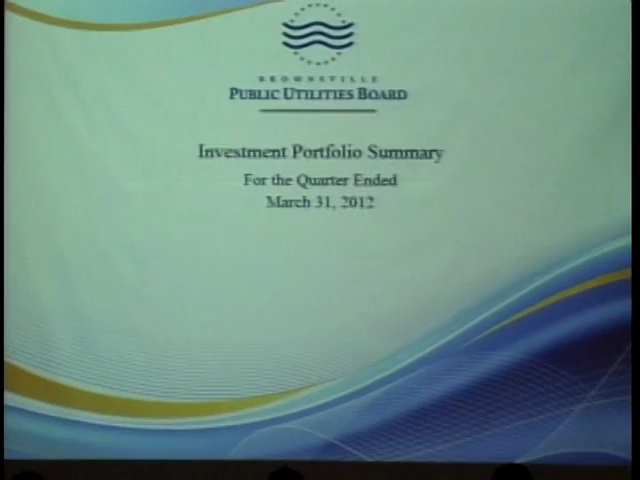 BROWNSVILLE
PUBLIC UTILITIES BOARD
Investment Portfolio Summary
For the Quarter Ended
March 31, 2012